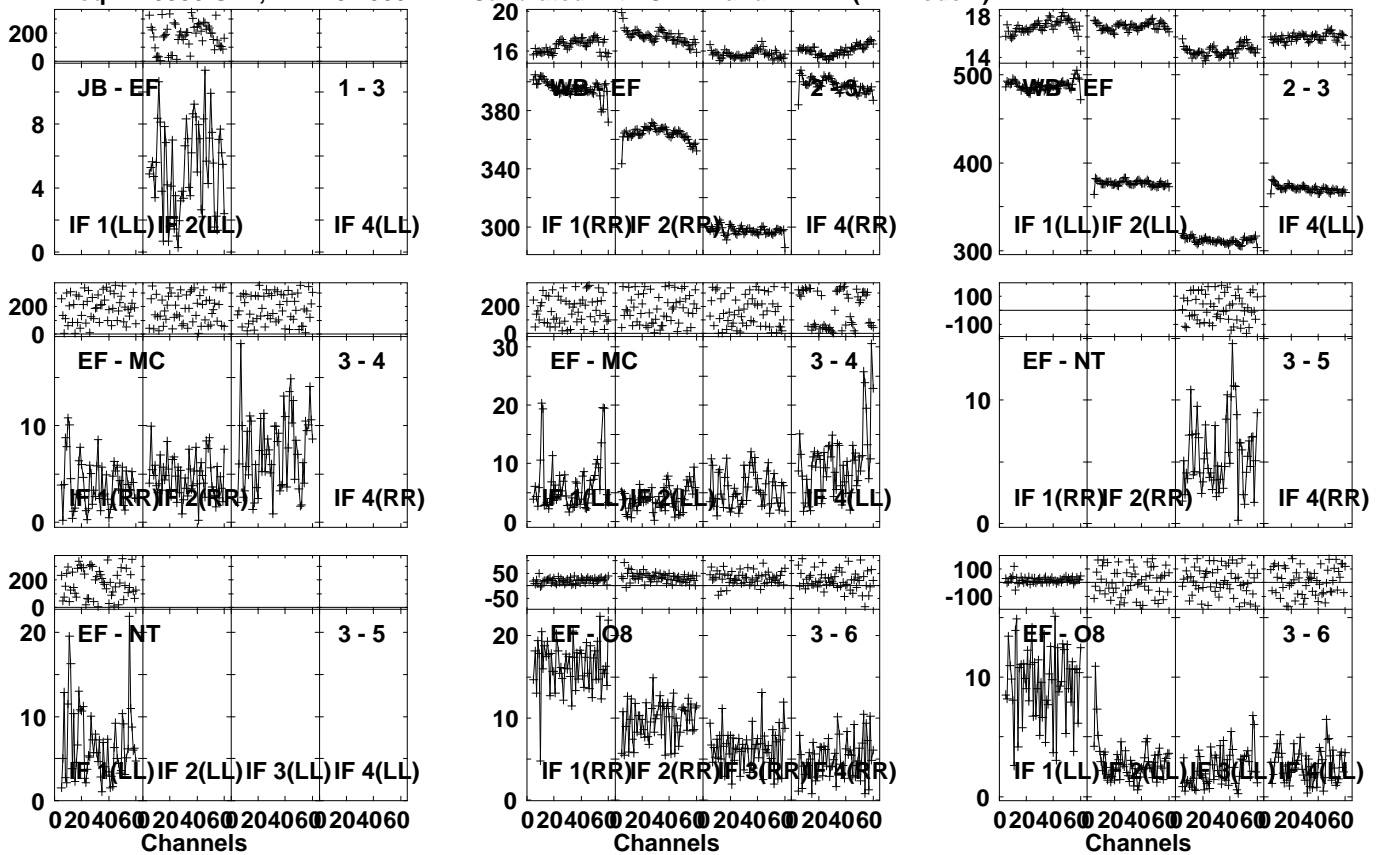 200
0
JB - EF
1 - 3
8
4
0
IF 1(LL) IF 2(LL)
IF 4(LL)
20
16
WB - EF
2 - 3
380
360
340
300
IF 1(RR) IF 2(RR)
IF 4(RR)
18
14
500
WB - EF
2 - 3
400
300
IF 1(LL) IF 2(LL)
IF 4(LL)
200
0
EF - MC
3 - 4
10
0
IF 1(RR) IF 2(RR)
IF 4(RR)
200
0
30
EF - MC
3 - 4
20
10
0
IF 1(LL) IF 2(LL)
IF 4(LL)
100
-100
EF - NT
3 - 5
10
0
IF 1(RR) IF 2(RR)
IF 4(RR)
200
0
EF - NT
3 - 5
20
10
0
IF 1(LL) IF 2(LL) IF 3(LL) IF 4(LL)
0 20 40 60 0 20 40 60 0 20 40 60 0 20 40 60
Channels
50
-50
EF - O8
3 - 6
20
10
0
IF 1(RR) IF 2(RR) IF 3(RR) IF 4(RR)
0 20 40 60 0 20 40 60 0 20 40 60 0 20 40 60
Channels
100
-100
EF - O8
3 - 6
10
0
IF 1(LL) IF 2(LL) IF 3(LL) IF 4(LL)
0 20 40 60 0 20 40 60 0 20 40 60 0 20 40 60
Channels